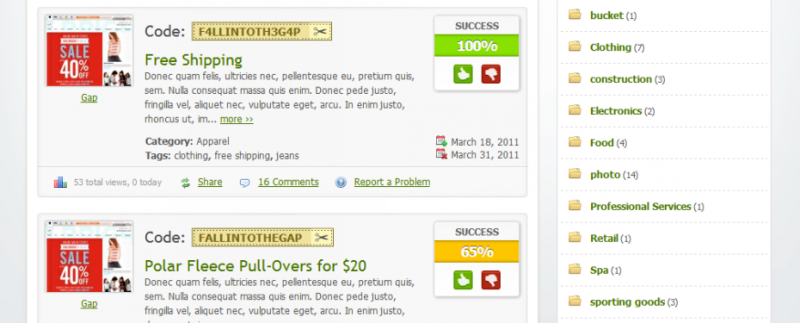 Code: F4LLINTOTH3G4P
SUCCESS
100%
SALE
40%
OFF
Gap
Free Shipping
Donec quam felis, ultricies nec, pellentesque eu, pretium quis,
sem. Nulla consequat massa quis enim. Donec pede justo,
fringilla vel, aliquet nec, vulputate eget, arcu. In enim justo,
rhoncus ut, im... more ››
Category: Apparel
Tags: clothing, free shipping, jeans
March 18, 2011
March 31, 2011
53 total views, 0 today
Share
16 Comments
Report a Problem
Code: FALLINTOTHEGAP
SUCCESS
65%
SALE
40%
OFF
Gap
Polar Fleece Pull-Overs for $20
Donec quam felis, ultricies nec, pellentesque eu, pretium quis,
sem. Nulla consequat massa quis enim. Donec pede justo,
fringilla vel, aliquet nec, vulputate eget, arcu. In enim justo,
bucket (1)
Clothing (7)
construction (3)
Electronics (2)
Food (4)
photo (14)
Professional Services (1)
Retail (1)
Spa (1)
sporting goods (3)